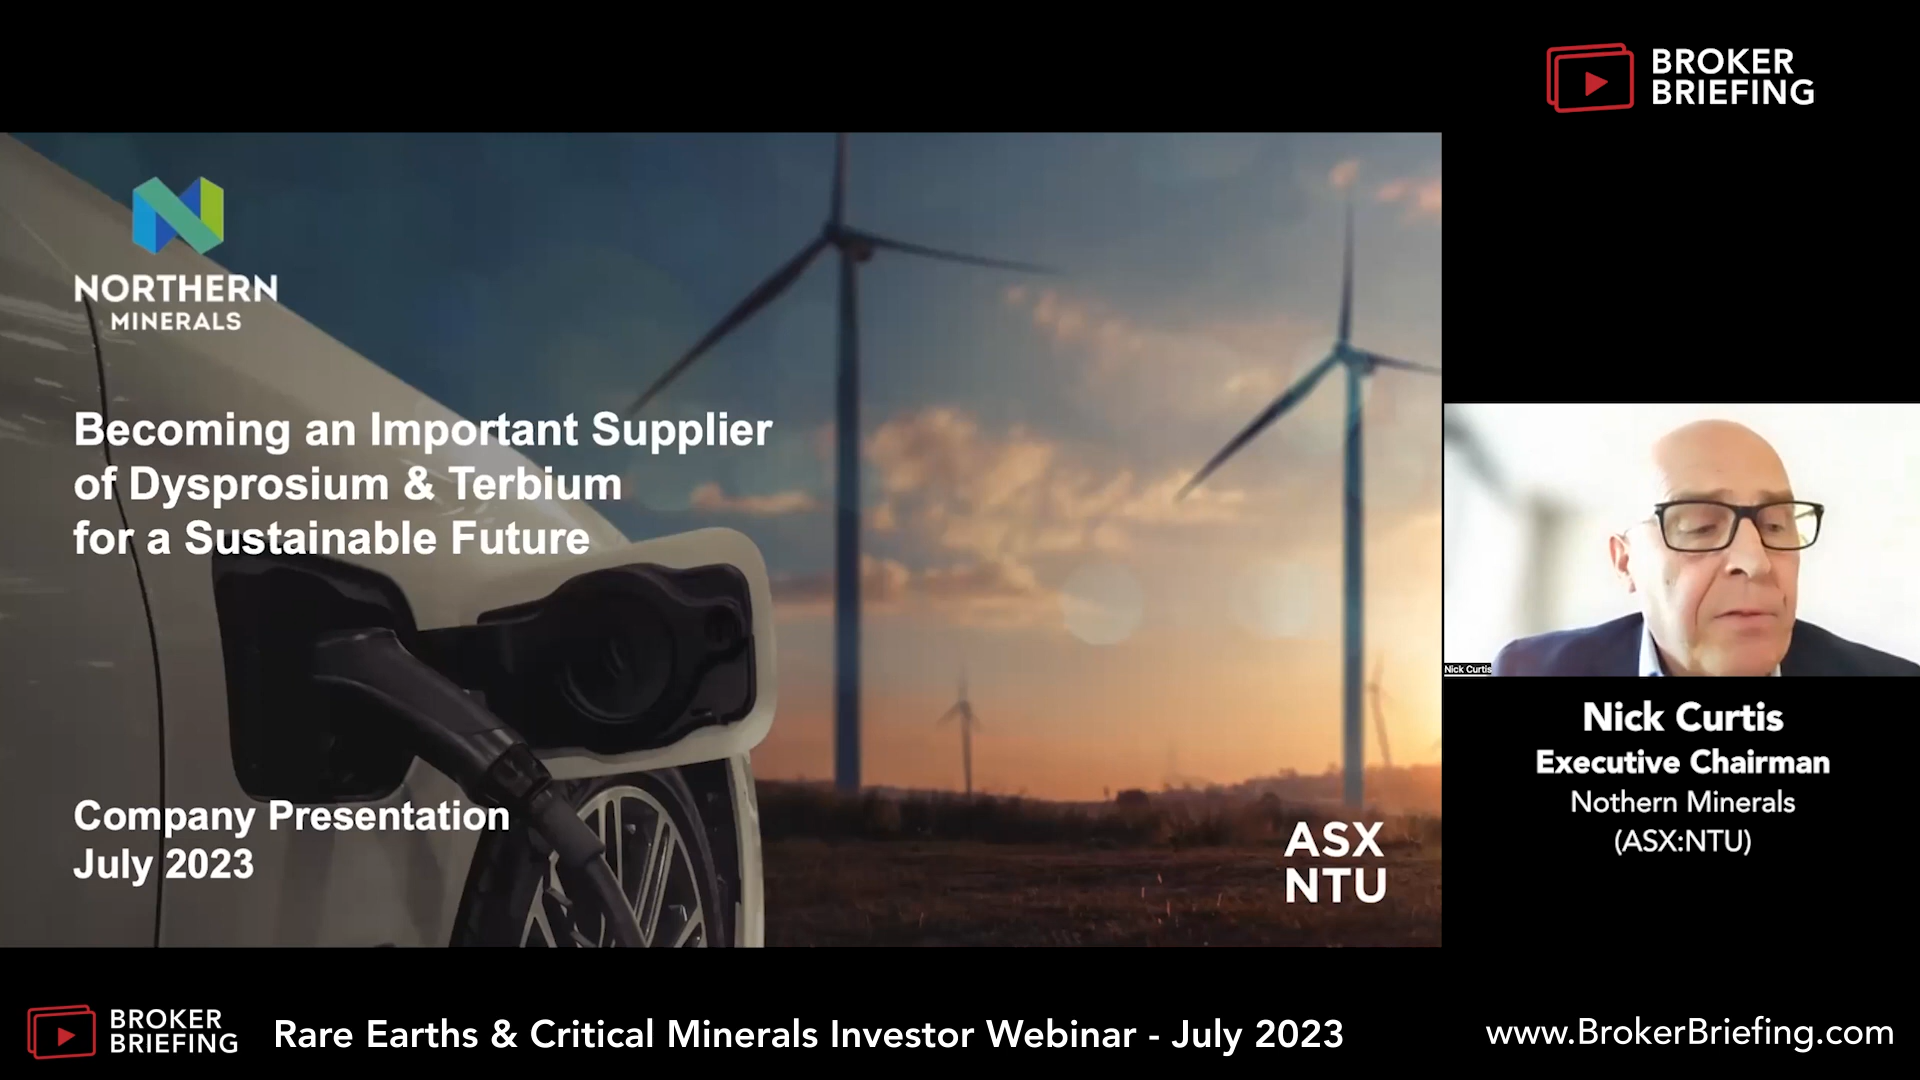 BROKER
BRIEFING
NORTHERN
MINERALS
Becoming an Important Supplier
of Dysprosium & Terbium
for a Sustainable Future
Company Presentation
July 2023
ASX
NTU
Nick Curtis
Nick Curtis
Executive Chairman
Nothern Minerals
(ASX:NTU)
BROKER
BRIEFING
Rare Earths & Critical Minerals Investor Webinar - July 2023
www.BrokerBriefing.com